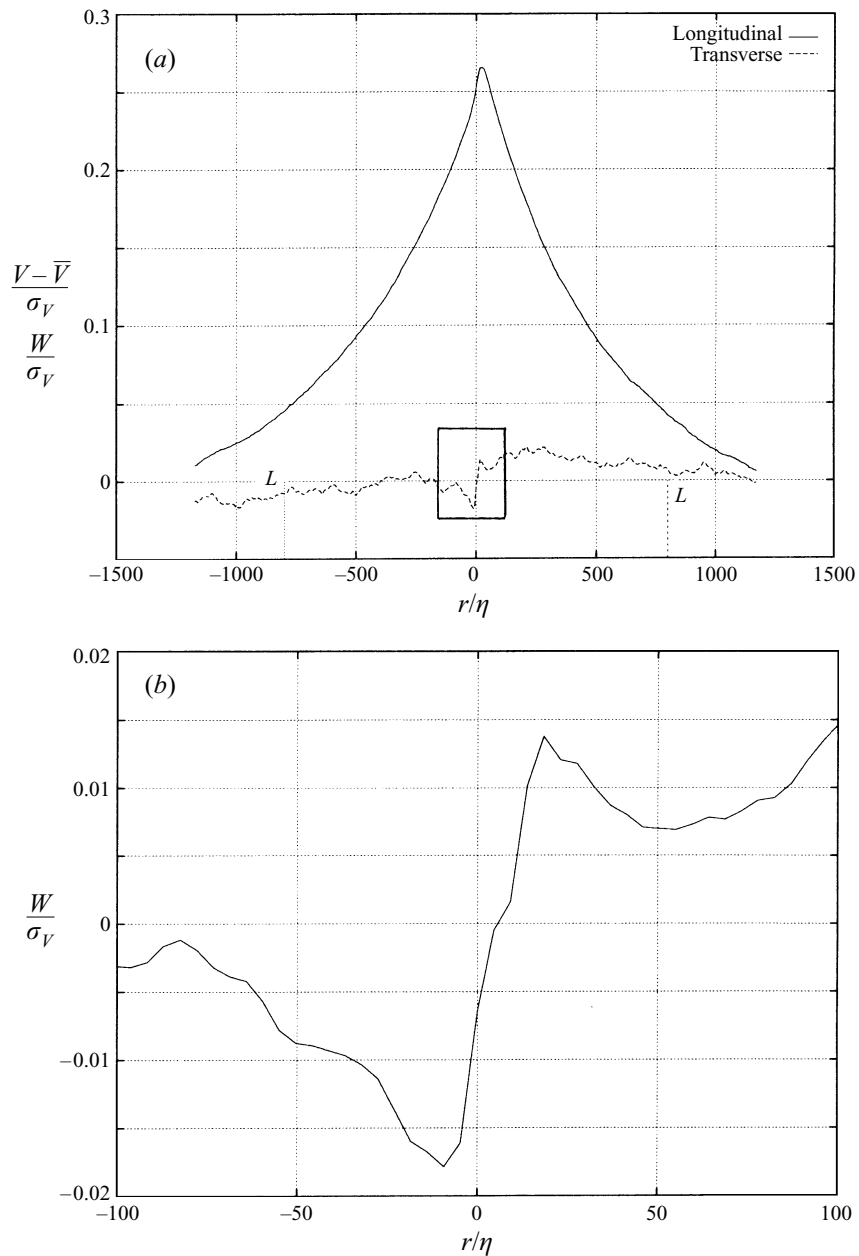 (a)
Longitudinal
Transverse
0.3
0.2
0.1
0
V – V̅
σV
W
σV
L
L
–1500
–1000
–500
0
500
1000
1500
r/η
(b)
0.02
0.01
0
–0.01
–0.02
W
σV
–100
–50
0
50
100
r/η